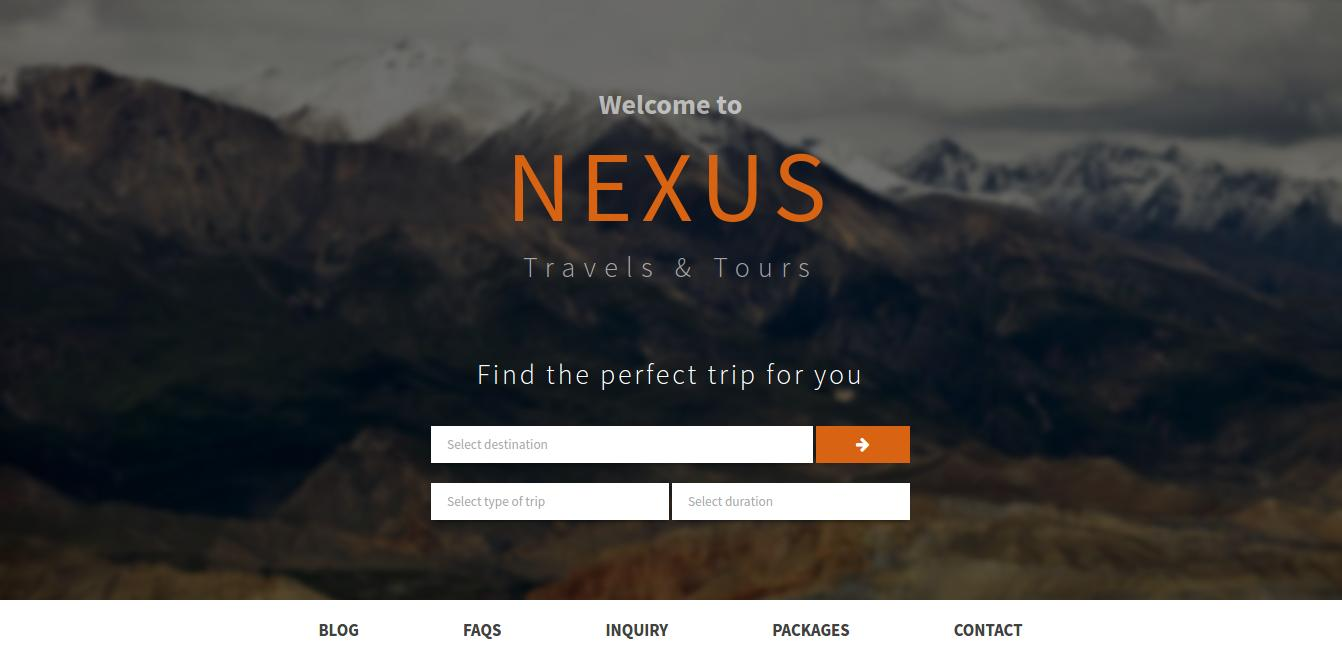 Welcome to
NEXUS
Travels & Tours
Find the perfect trip for you
Select destination
Select type of trip Select duration
BLOG FAQS INQUIRY PACKAGES CONTACT